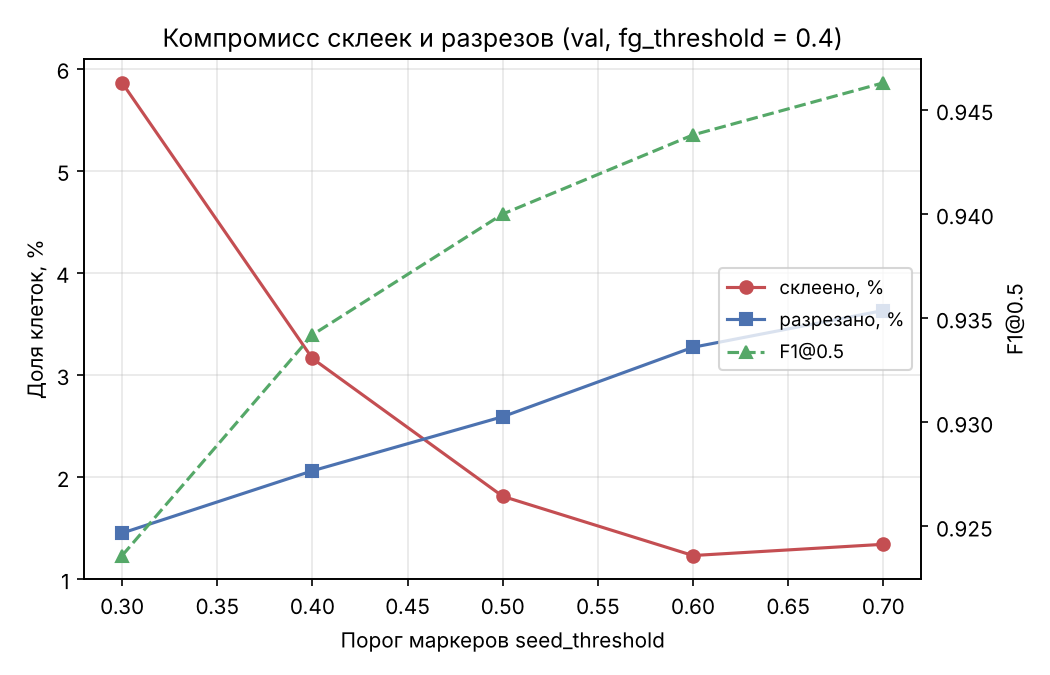 Компромисс склеек и разрезов (val, fg_threshold = 0.4)
6
5
4
3
2
1
Доля клеток, %
0.945
0.940
0.935
0.930
0.925
F1@0.5
склеено, %
разрезано, %
F1@0.5
0.30 0.35 0.40 0.45 0.50 0.55 0.60 0.65 0.70
Порог маркеров seed_threshold